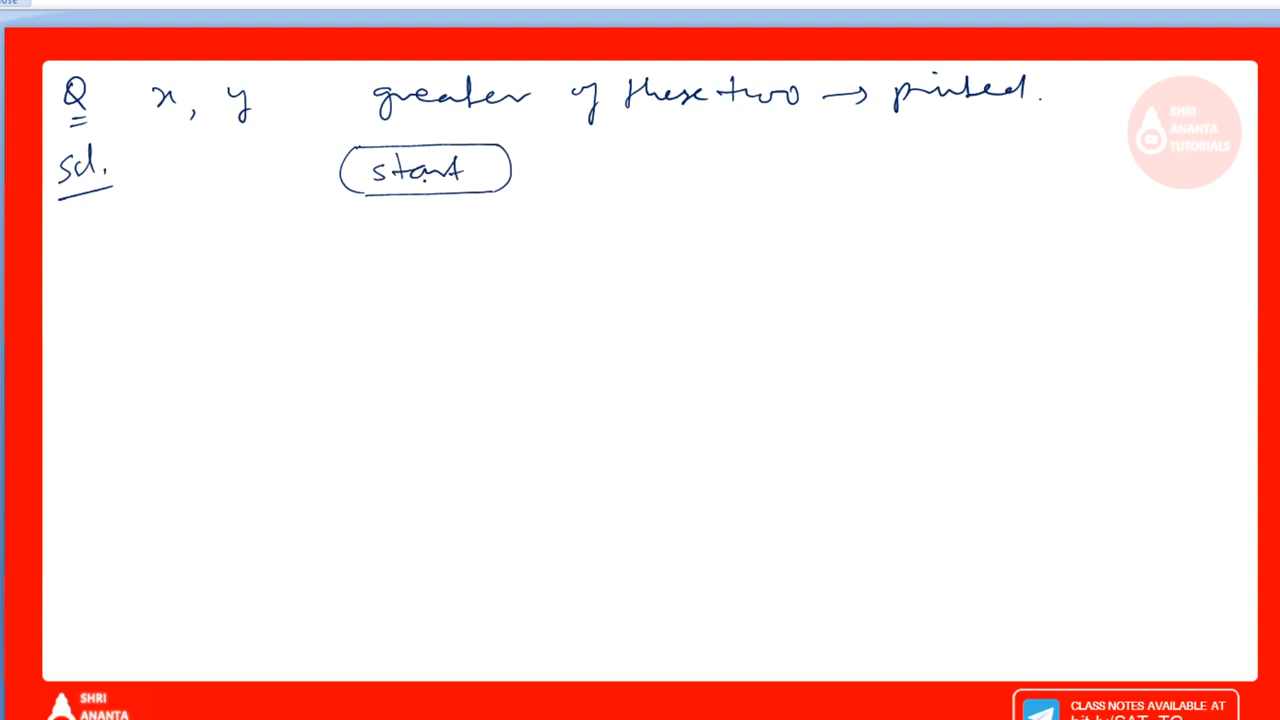 Q x, y greater of these two → printed.
Sol.
start
SHRI
ANANTA
TUTORIALS
SHRI
ANANTA
CLASS NOTES AVAILABLE AT